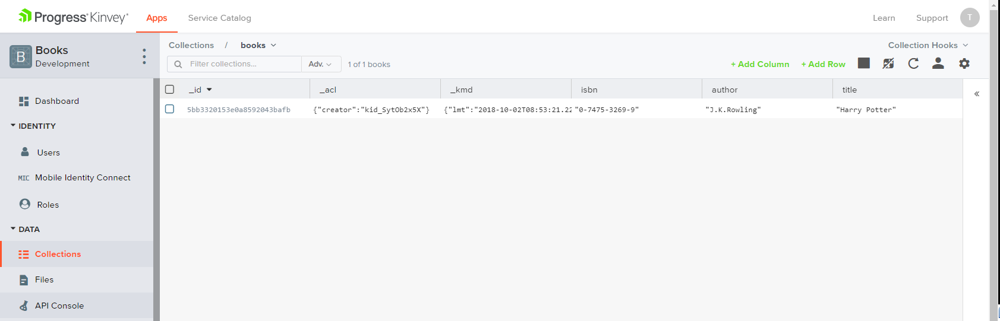 Progress Kinvey
Apps
Service Catalog
Learn
Support
T
B
Books
Development
Collections / books
Collection Hooks
Filter collections...
Adv.
1 of 1 books
+ Add Column
+ Add Row
_id
_acl
_kmd
isbn
author
title
5bb3320153e0a8592043bafb
{"creator":"kid_SytOb2x5X"}
{"lmt":"2018-10-02T08:53:21.22
"0-7475-3269-9"
"J.K.Rowling"
"Harry Potter"
Dashboard
IDENTITY
Users
MIC Mobile Identity Connect
Roles
DATA
Collections
Files
API Console